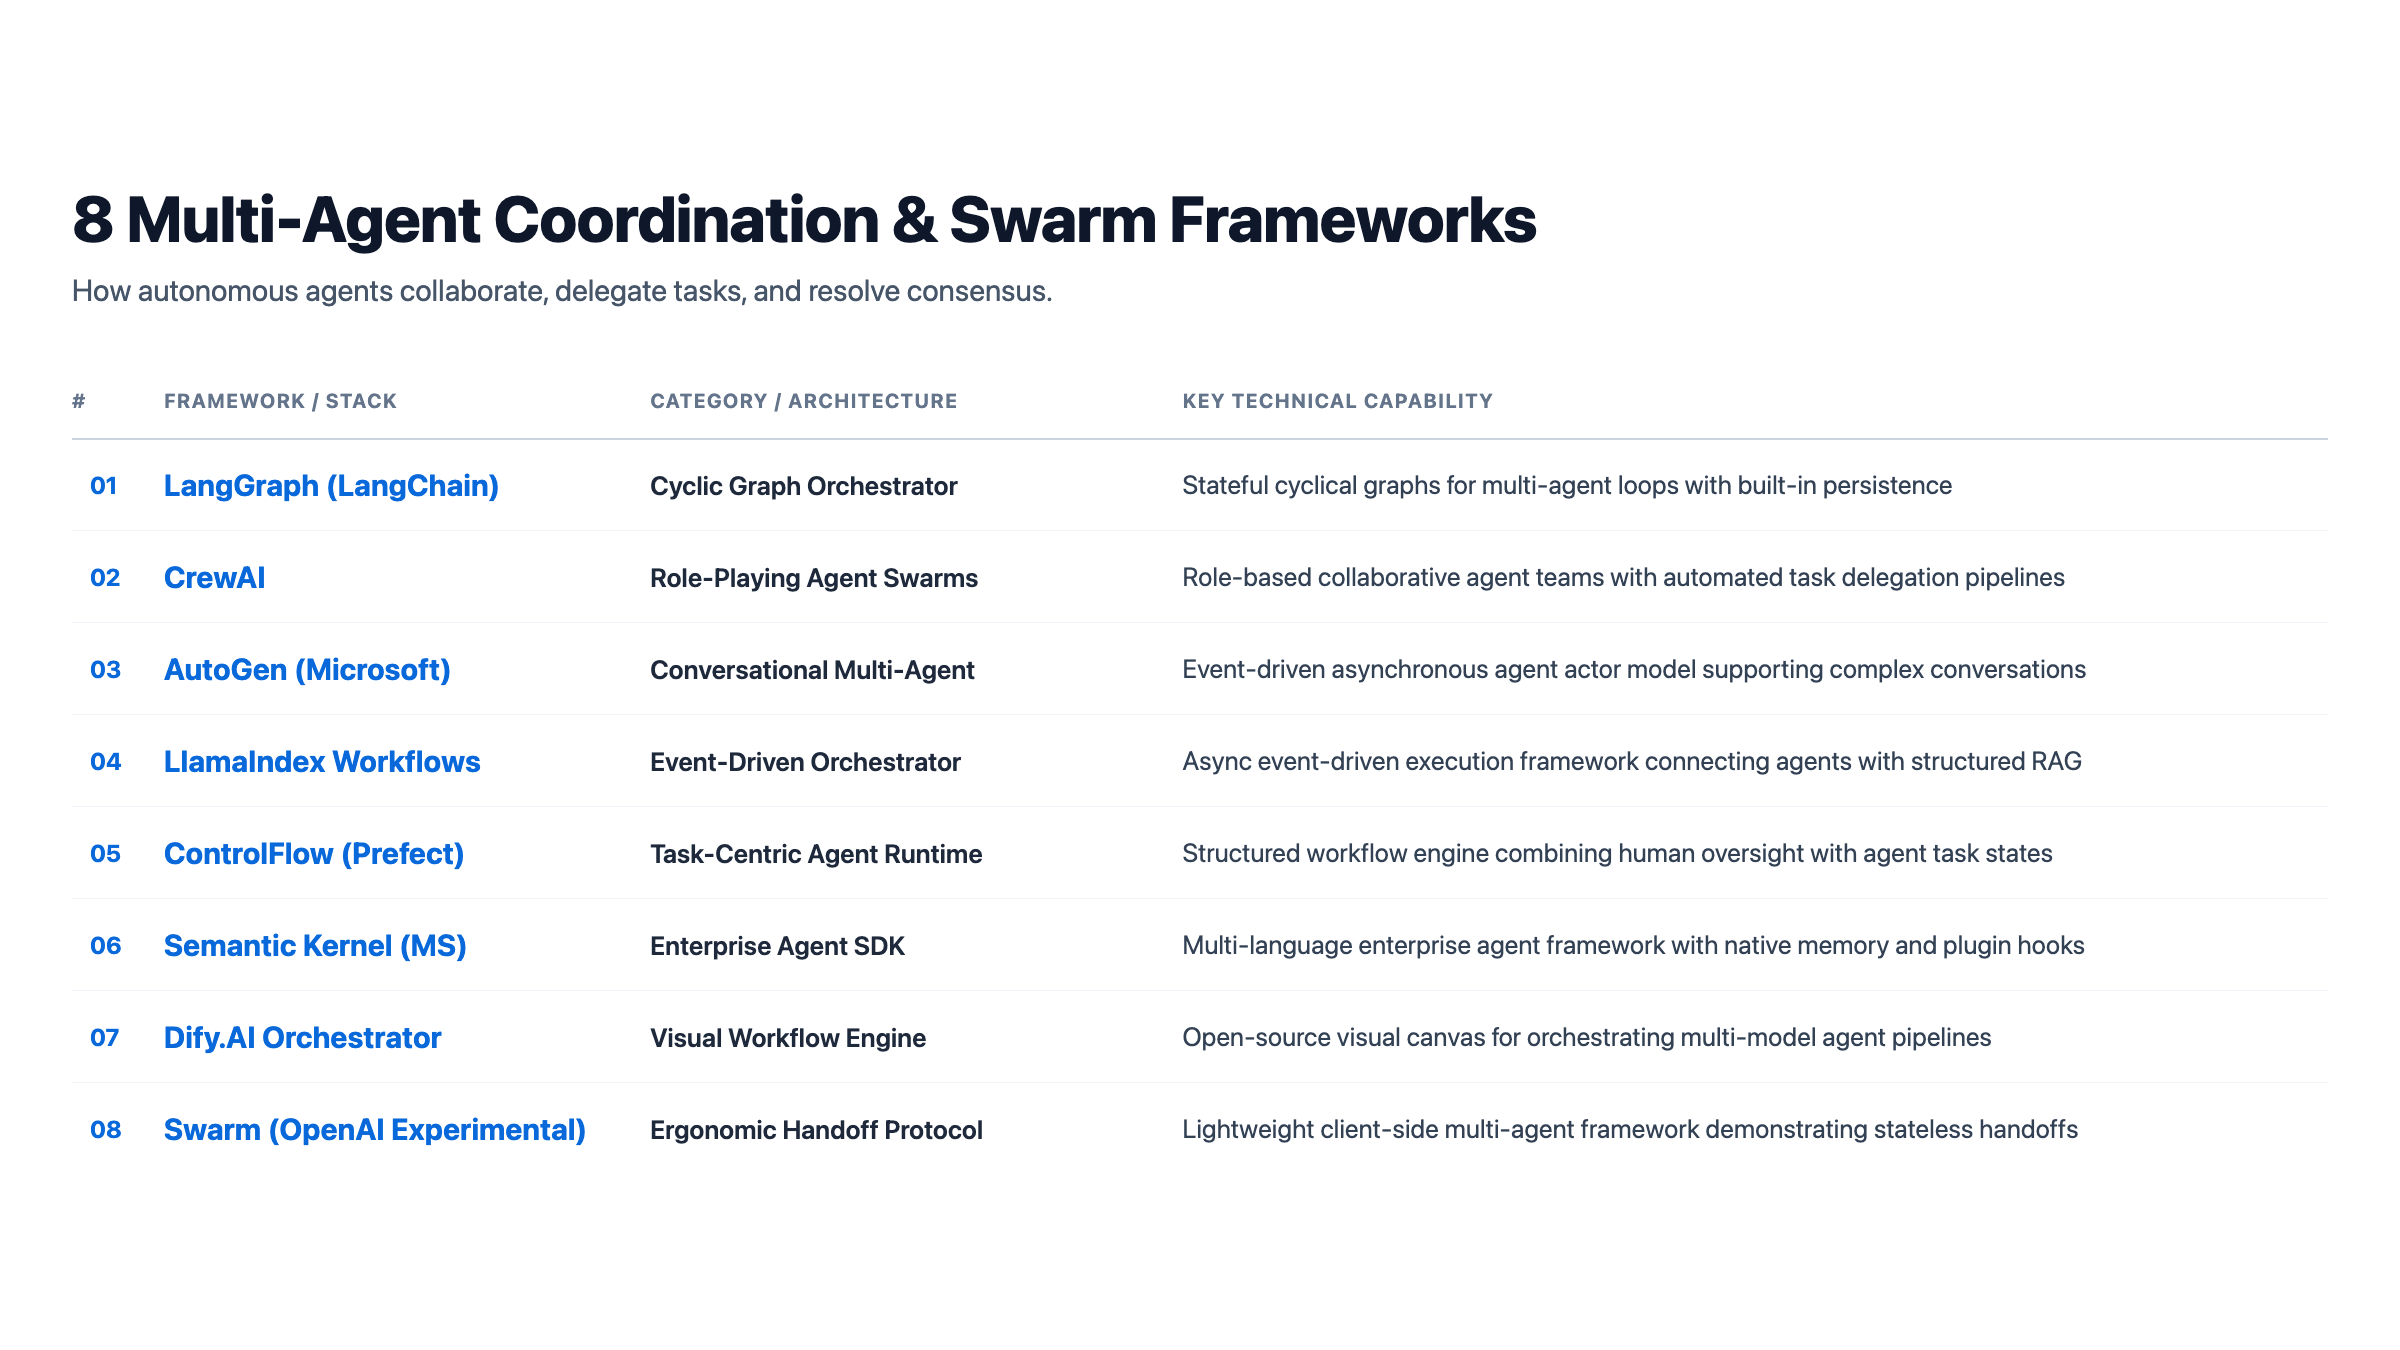 8 Multi-Agent Coordination & Swarm Frameworks
How autonomous agents collaborate, delegate tasks, and resolve consensus.
# FRAMEWORK / STACK CATEGORY / ARCHITECTURE KEY TECHNICAL CAPABILITY
01 LangGraph (LangChain) Cyclic Graph Orchestrator Stateful cyclical graphs for multi-agent loops with built-in persistence
02 CrewAI Role-Playing Agent Swarms Role-based collaborative agent teams with automated task delegation pipelines
03 AutoGen (Microsoft) Conversational Multi-Agent Event-driven asynchronous agent actor model supporting complex conversations
04 LlamaIndex Workflows Event-Driven Orchestrator Async event-driven execution framework connecting agents with structured RAG
05 ControlFlow (Prefect) Task-Centric Agent Runtime Structured workflow engine combining human oversight with agent task states
06 Semantic Kernel (MS) Enterprise Agent SDK Multi-language enterprise agent framework with native memory and plugin hooks
07 Dify.AI Orchestrator Visual Workflow Engine Open-source visual canvas for orchestrating multi-model agent pipelines
08 Swarm (OpenAI Experimental) Ergonomic Handoff Protocol Lightweight client-side multi-agent framework demonstrating stateless handoffs